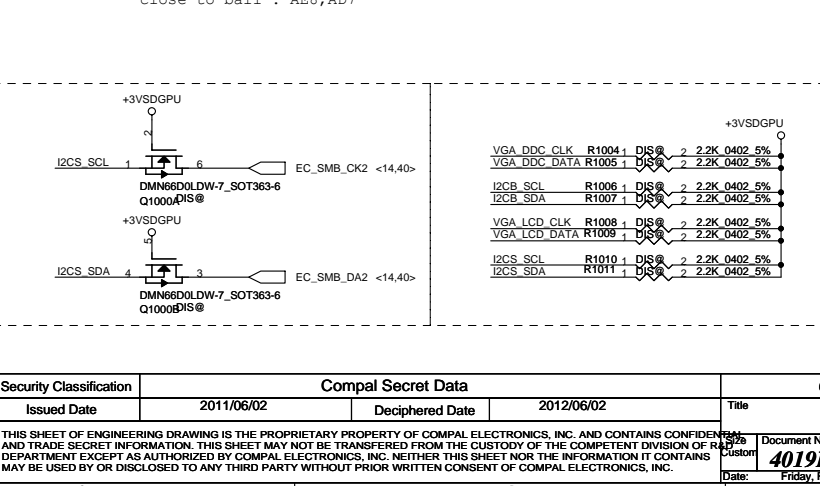 close to ball : AE8,AD7
+3VSDGPU
2
I2CS_SCL 1 6 EC_SMB_CK2 <14,40>
DMN66D0LDW-7_SOT363-6
Q1000A DIS@
+3VSDGPU
5
I2CS_SDA 4 3 EC_SMB_DA2 <14,40>
DMN66D0LDW-7_SOT363-6
Q1000B DIS@
+3VSDGPU
VGA_DDC_CLK R1004 1 DIS@ 2 2.2K_0402_5%
VGA_DDC_DATA R1005 1 DIS@ 2 2.2K_0402_5%
I2CB_SCL R1006 1 DIS@ 2 2.2K_0402_5%
I2CB_SDA R1007 1 DIS@ 2 2.2K_0402_5%
VGA_LCD_CLK R1008 1 DIS@ 2 2.2K_0402_5%
VGA_LCD_DATA R1009 1 DIS@ 2 2.2K_0402_5%
I2CS_SCL R1010 1 DIS@ 2 2.2K_0402_5%
I2CS_SDA R1011 1 DIS@ 2 2.2K_0402_5%
Security Classification Compal Secret Data
Issued Date 2011/06/02 Deciphered Date 2012/06/02 Title
THIS SHEET OF ENGINEERING DRAWING IS THE PROPRIETARY PROPERTY OF COMPAL ELECTRONICS, INC. AND CONTAINS CONFIDENTIAL
AND TRADE SECRET INFORMATION. THIS SHEET MAY NOT BE TRANSFERED FROM THE CUSTODY OF THE COMPETENT DIVISION OF R&D
DEPARTMENT EXCEPT AS AUTHORIZED BY COMPAL ELECTRONICS, INC. NEITHER THIS SHEET NOR THE INFORMATION IT CONTAINS
MAY BE USED BY OR DISCLOSED TO ANY THIRD PARTY WITHOUT PRIOR WRITTEN CONSENT OF COMPAL ELECTRONICS, INC.
Size Document N
Custom 4019
Date: Friday,